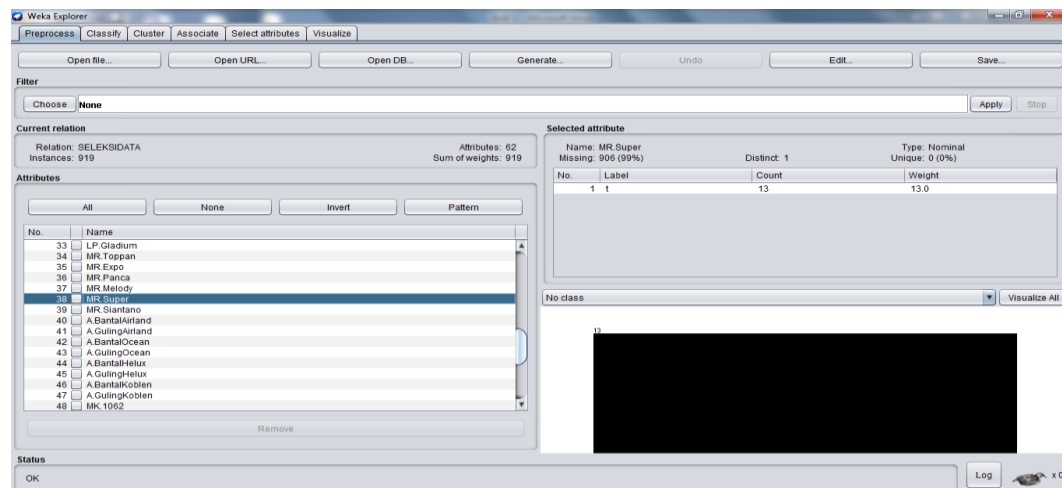 Weka Explorer
Preprocess Classify Cluster Associate Select attributes Visualize
Open file... Open URL... Open DB... Generate... Undo Edit... Save...
Filter
Choose None Apply Stop
Current relation
Relation: SELEKSIDATA Attributes: 62
Instances: 919 Sum of weights: 919
Selected attribute
Name: MR.Super Type: Nominal
Missing: 906 (99%) Distinct: 1 Unique: 0 (0%)
No. Label Count Weight
1 t 13 13.0
Attributes
All None Invert Pattern
No. Name
33 LP.Gladium
34 MR.Toppan
35 MR.Expo
36 MR.Panca
37 MR.Melody
38 MR.Super
39 MR.Siantano
40 A.BantalAirland
41 A.GulingAirland
42 A.BantalOcean
43 A.GulingOcean
44 A.BantalHelux
45 A.GulingHelux
46 A.BantalKoblen
47 A.GulingKoblen
48 MK.1062
Remove
No class Visualize All
13
Status
OK
Log x 0